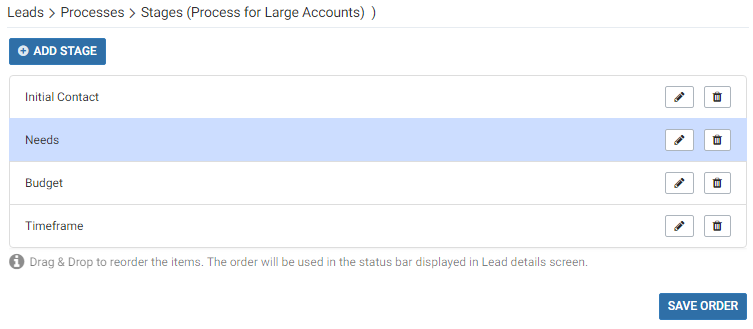 Leads > Processes > Stages (Process for Large Accounts) )
ADD STAGE
Initial Contact
Needs
Budget
Timeframe
Drag & Drop to reorder the items. The order will be used in the status bar displayed in Lead details screen.
SAVE ORDER